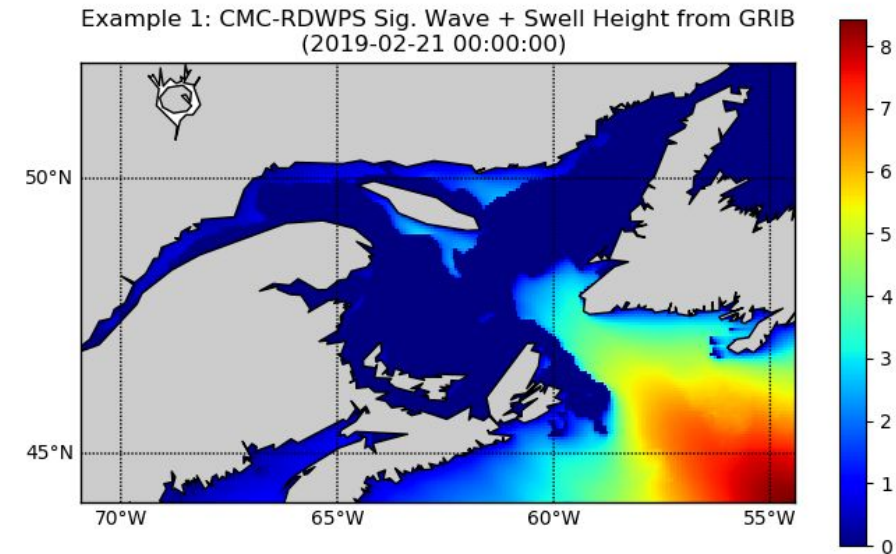 Example 1: CMC-RDWPS Sig. Wave + Swell Height from GRIB
(2019-02-21 00:00:00)
50°N
45°N
70°W
65°W
60°W
55°W
8
7
6
5
4
3
2
1
0